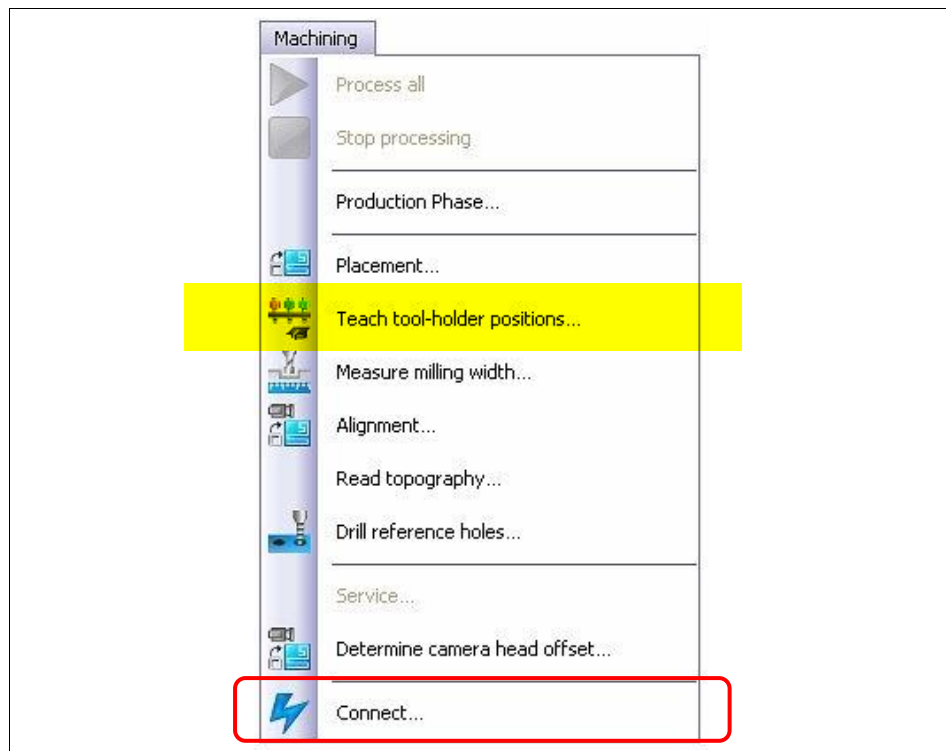 Machining
Process all
Stop processing
Production Phase...
Placement...
Teach tool-holder positions...
Measure milling width...
Alignment...
Read topography...
Drill reference holes...
Service...
Determine camera head offset...
Connect...